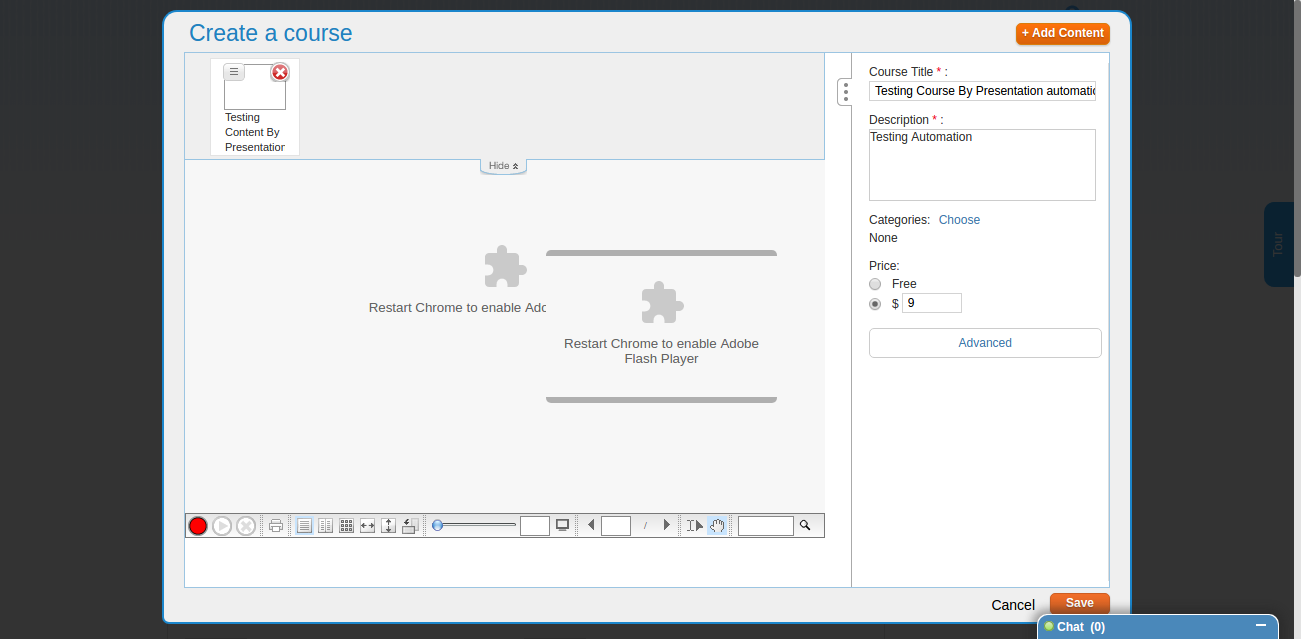 Create a course
+ Add Content
Testing
Content By
Presentation
Hide
Restart Chrome to enable Ado
Restart Chrome to enable Adobe
Flash Player
/
Course Title * :
Testing Course By Presentation automatic
Description * :
Testing Automation
Categories: Choose
None
Price:
Free
$ 9
Advanced
Tour
Cancel
Save
Chat (0)